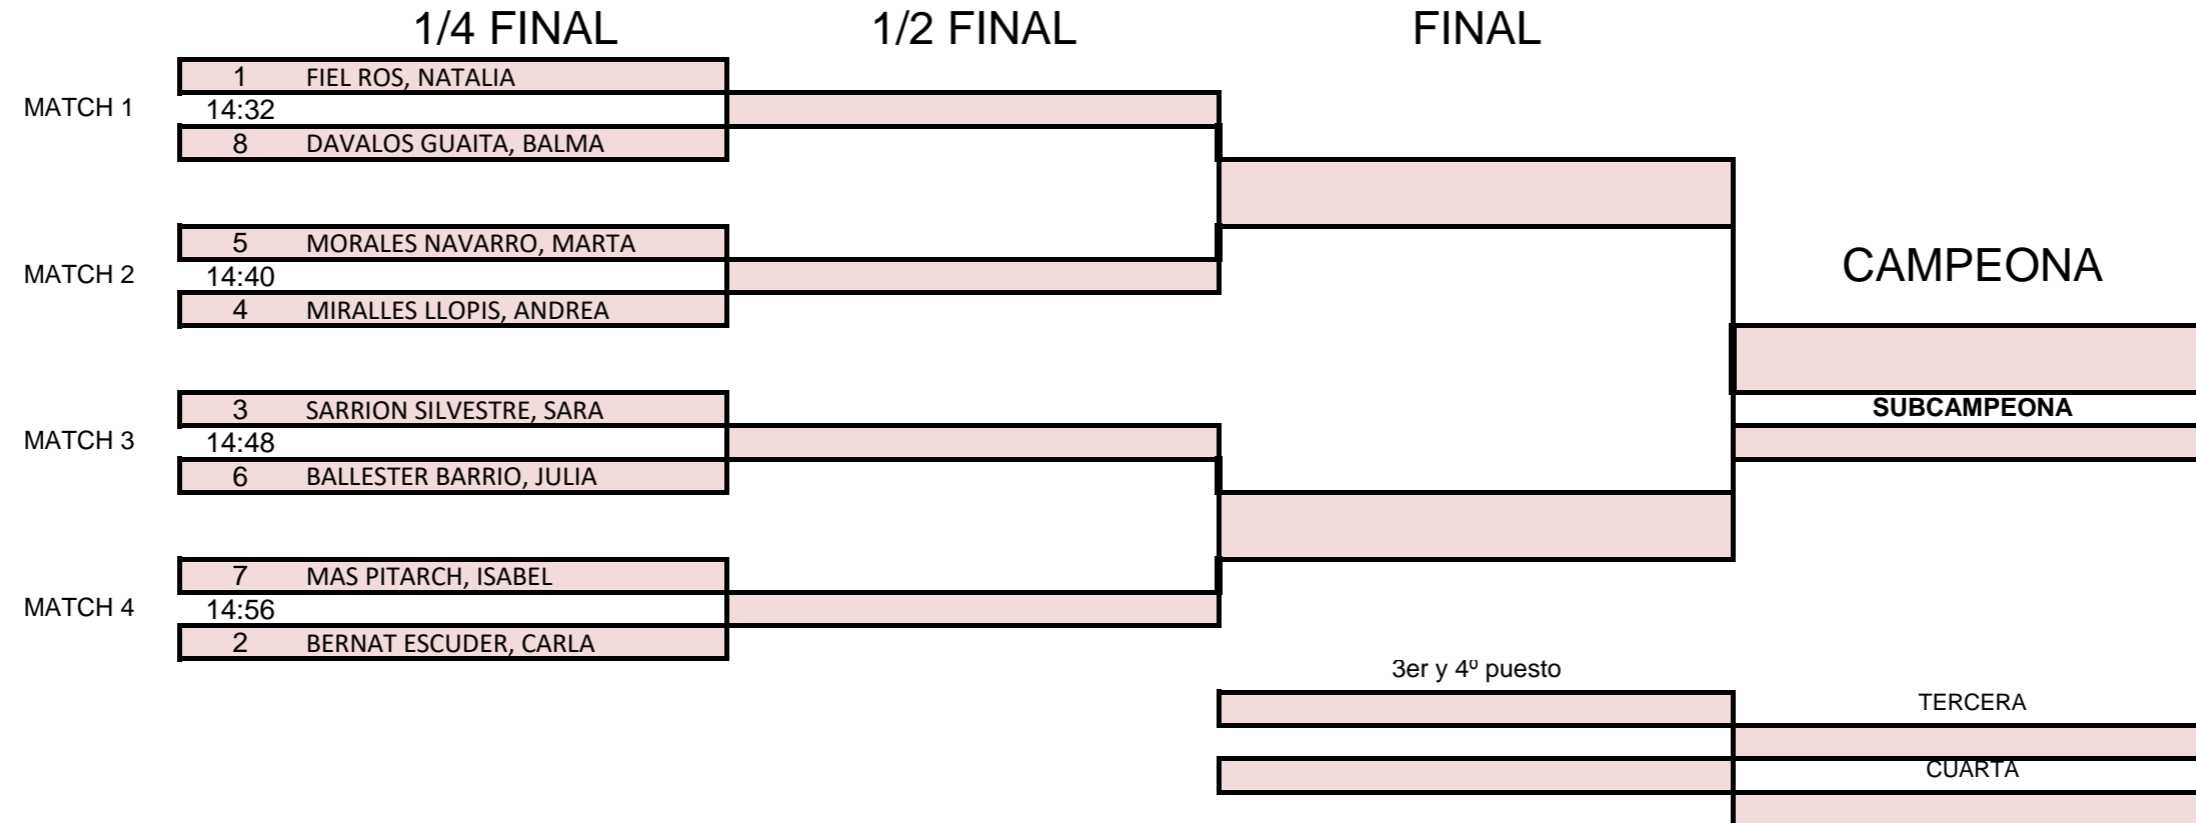 1/4 FINAL 1/2 FINAL FINAL
1 FIEL ROS, NATALIA
MATCH 1 14:32
8 DAVALOS GUAITA, BALMA
5 MORALES NAVARRO, MARTA
MATCH 2 14:40 CAMPEONA
4 MIRALLES LLOPIS, ANDREA
3 SARRION SILVESTRE, SARA SUBCAMPEONA
MATCH 3 14:48
6 BALLESTER BARRIO, JULIA
7 MAS PITARCH, ISABEL
MATCH 4 14:56
2 BERNAT ESCUDER, CARLA
3er y 4º puesto
TERCERA
CUARTA